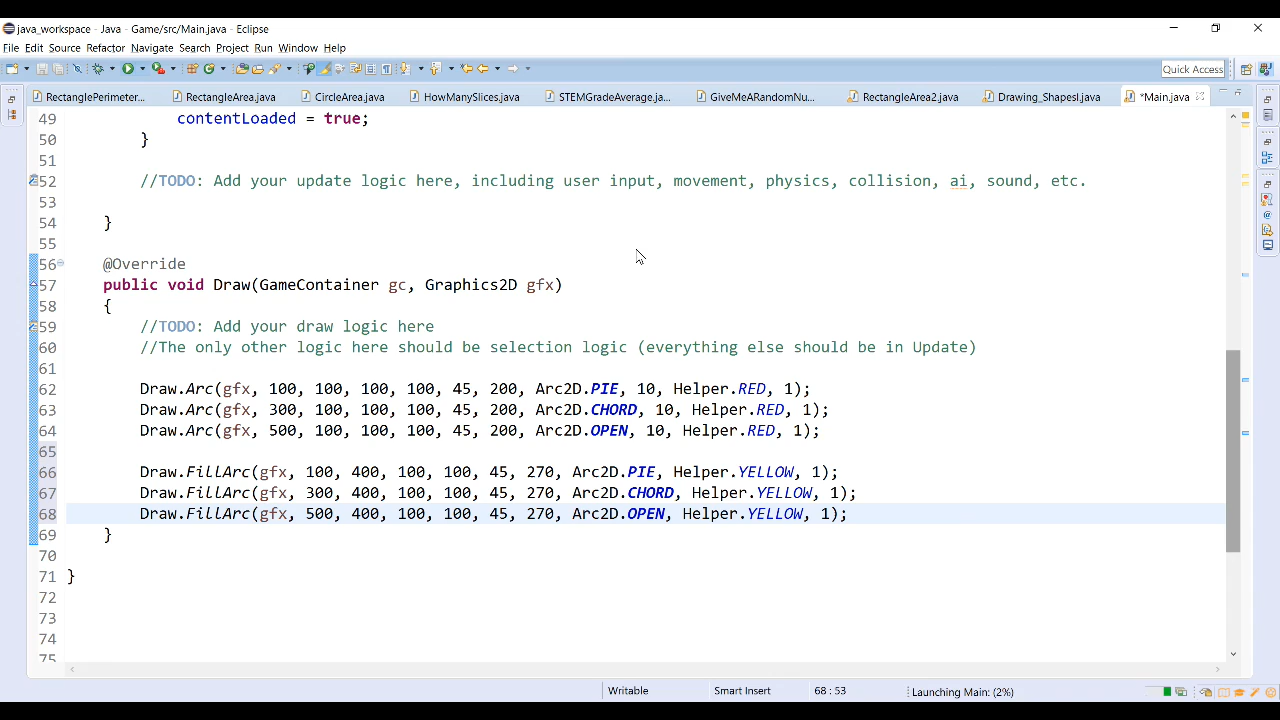 java_workspace - Java - Game/src/Main.java - Eclipse
File Edit Source Refactor Navigate Search Project Run Window Help
Quick Access
RectanglePerimeter... RectangleArea.java CircleArea.java HowManySlices.java STEMGradeAverage.ja... GiveMeARandomNu... RectangleArea2.java Drawing_Shapes!.java *Main.java
49 contentLoaded = true;
50 }
51
52 //TODO: Add your update logic here, including user input, movement, physics, collision, ai, sound, etc.
53
54 }
55
56 @Override
57 public void Draw(GameContainer gc, Graphics2D gfx)
58 {
59 //TODO: Add your draw logic here
60 //The only other logic here should be selection logic (everything else should be in Update)
61
62 Draw.Arc(gfx, 100, 100, 100, 100, 45, 200, Arc2D.PIE, 10, Helper.RED, 1);
63 Draw.Arc(gfx, 300, 100, 100, 100, 45, 200, Arc2D.CHORD, 10, Helper.RED, 1);
64 Draw.Arc(gfx, 500, 100, 100, 100, 45, 200, Arc2D.OPEN, 10, Helper.RED, 1);
65
66 Draw.FillArc(gfx, 100, 400, 100, 100, 45, 270, Arc2D.PIE, Helper.YELLOW, 1);
67 Draw.FillArc(gfx, 300, 400, 100, 100, 45, 270, Arc2D.CHORD, Helper.YELLOW, 1);
68 Draw.FillArc(gfx, 500, 400, 100, 100, 45, 270, Arc2D.OPEN, Helper.YELLOW, 1);
69 }
70
71 }
72
73
74
75
Writable Smart Insert 68 : 53 Launching Main: (2%)